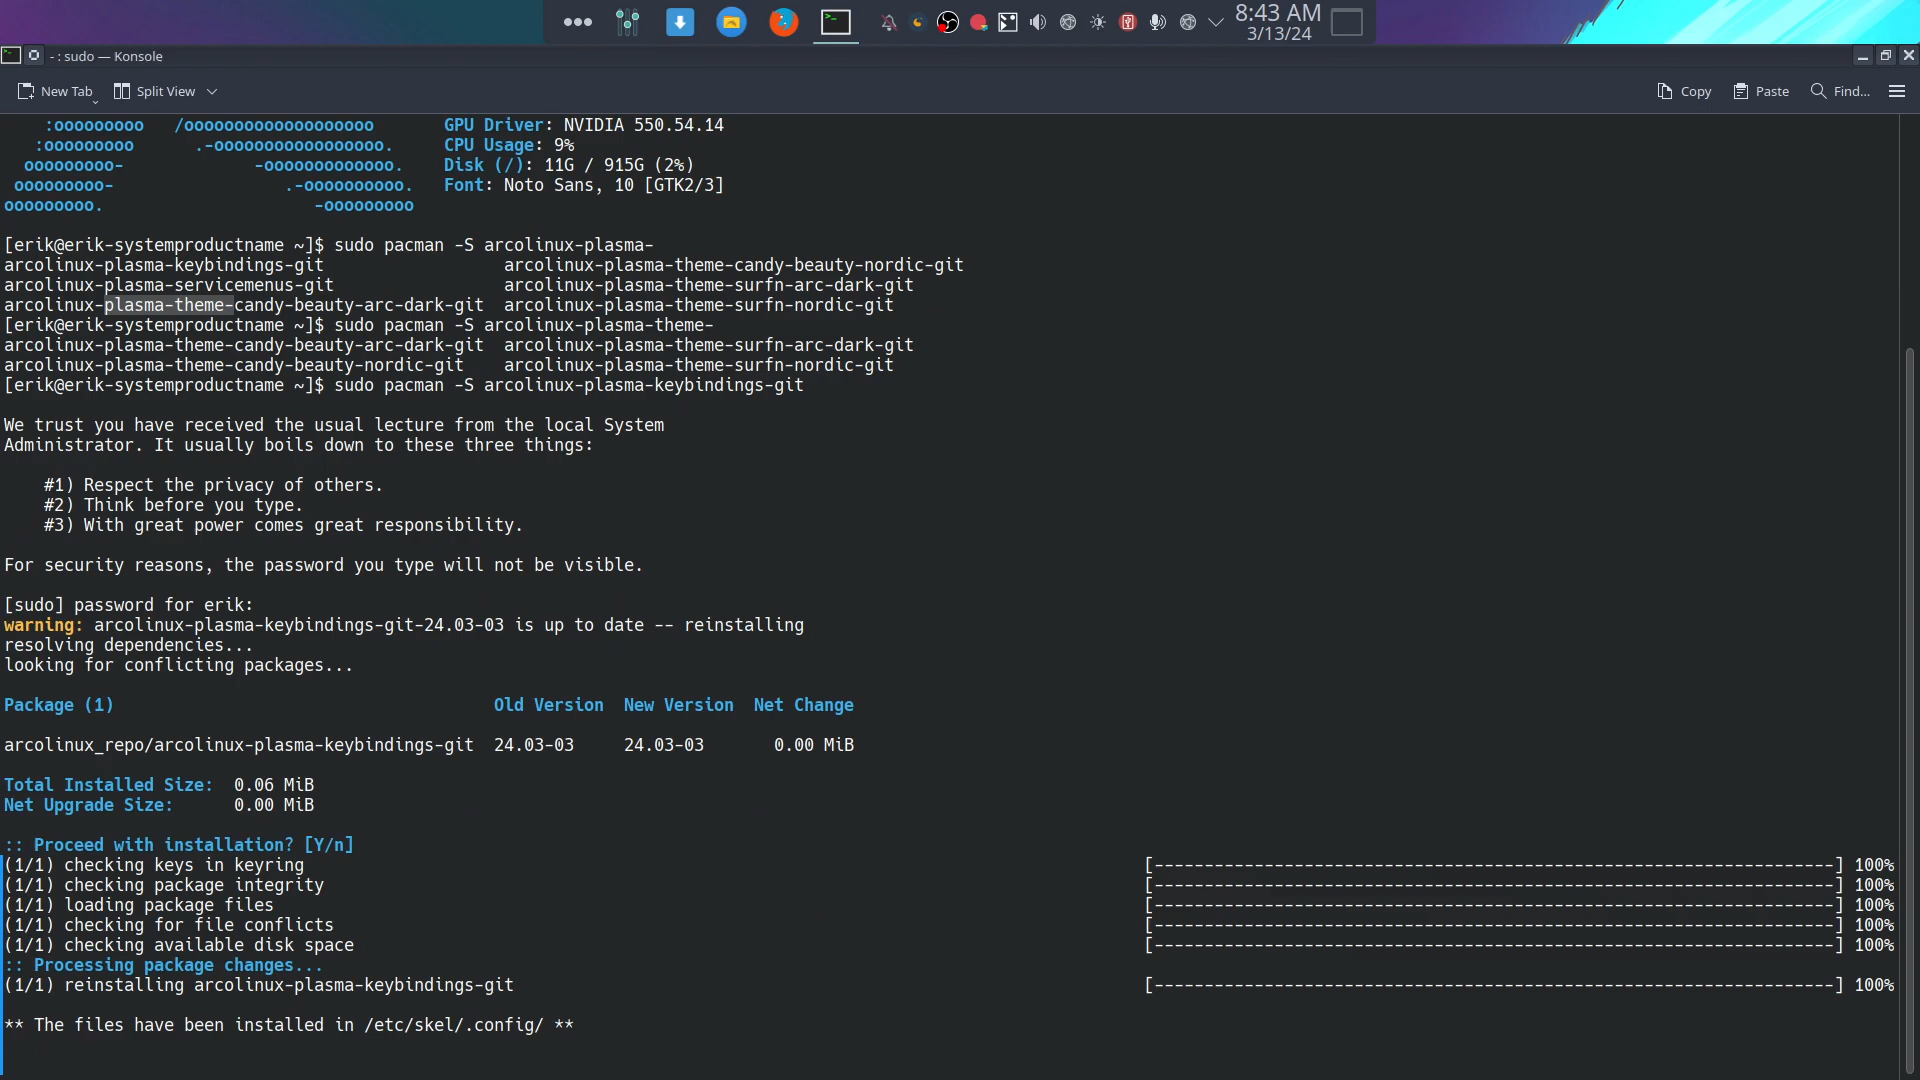 8:43 AM
3/13/24
- : sudo — Konsole
New Tab
Split View
Copy
Paste
Find...
:ooooooooo   /ooooooooooooooooooo   GPU Driver: NVIDIA 550.54.14
:ooooooooo      .-ooooooooooooooooo.   CPU Usage: 9%
ooooooooo-             -ooooooooooooo.   Disk (/): 11G / 915G (2%)
ooooooooo-                 .-oooooooooo.   Font: Noto Sans, 10 [GTK2/3]
ooooooooo.                     -ooooooooo
[erik@erik-systemproductname ~]$ sudo pacman -S arcolinux-plasma-
arcolinux-plasma-keybindings-git                  arcolinux-plasma-theme-candy-beauty-nordic-git
arcolinux-plasma-servicemenus-git                 arcolinux-plasma-theme-surfn-arc-dark-git
arcolinux-plasma-theme-candy-beauty-arc-dark-git  arcolinux-plasma-theme-surfn-nordic-git
[erik@erik-systemproductname ~]$ sudo pacman -S arcolinux-plasma-theme-
arcolinux-plasma-theme-candy-beauty-arc-dark-git  arcolinux-plasma-theme-surfn-arc-dark-git
arcolinux-plasma-theme-candy-beauty-nordic-git    arcolinux-plasma-theme-surfn-nordic-git
[erik@erik-systemproductname ~]$ sudo pacman -S arcolinux-plasma-keybindings-git
We trust you have received the usual lecture from the local System
Administrator. It usually boils down to these three things:
#1) Respect the privacy of others.
#2) Think before you type.
#3) With great power comes great responsibility.
For security reasons, the password you type will not be visible.
[sudo] password for erik:
warning: arcolinux-plasma-keybindings-git-24.03-03 is up to date -- reinstalling
resolving dependencies...
looking for conflicting packages...
Package (1)                                      Old Version  New Version  Net Change
arcolinux_repo/arcolinux-plasma-keybindings-git  24.03-03     24.03-03       0.00 MiB
Total Installed Size:  0.06 MiB
Net Upgrade Size:      0.00 MiB
:: Proceed with installation? [Y/n]
(1/1) checking keys in keyring [--------------------------------------------------------------------] 100%
(1/1) checking package integrity [--------------------------------------------------------------------] 100%
(1/1) loading package files [--------------------------------------------------------------------] 100%
(1/1) checking for file conflicts [--------------------------------------------------------------------] 100%
(1/1) checking available disk space [--------------------------------------------------------------------] 100%
:: Processing package changes...
(1/1) reinstalling arcolinux-plasma-keybindings-git [--------------------------------------------------------------------] 100%
** The files have been installed in /etc/skel/.config/ **